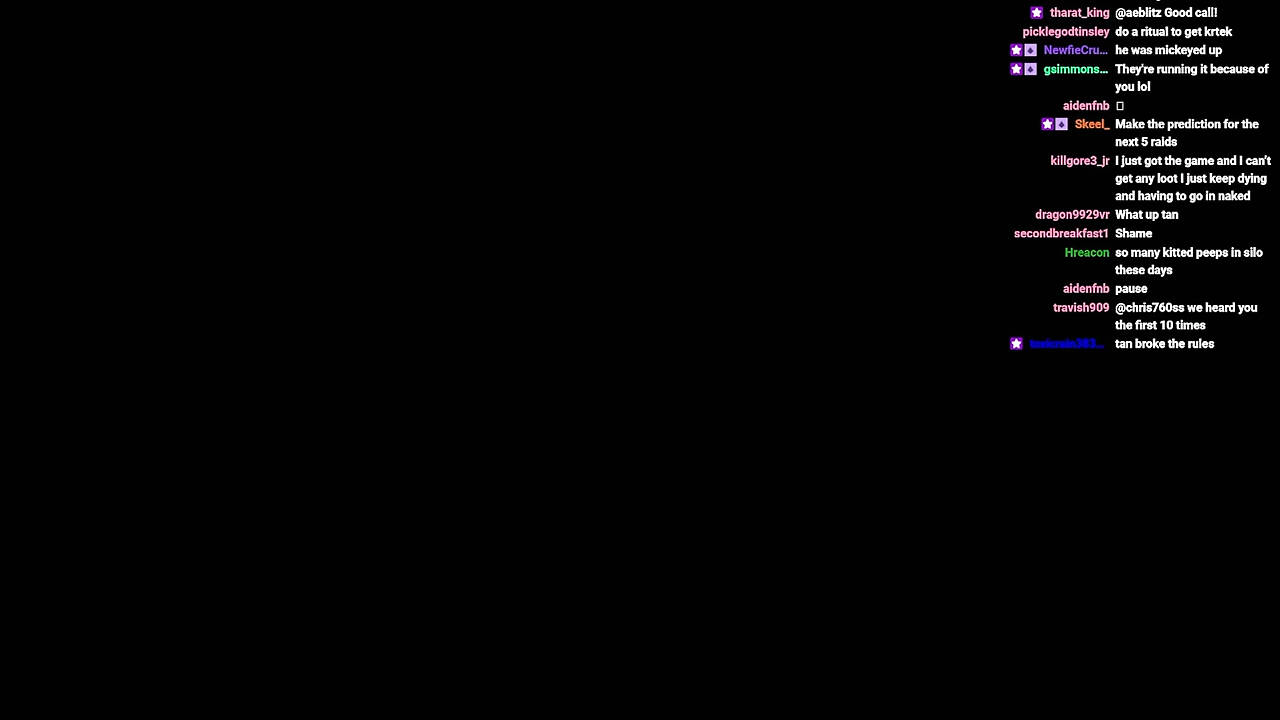 tharat_king @aeblitz Good call!
picklegodtinsley do a ritual to get krtek
NewfieCru... he was mickeyed up
gsimmons... They're running it because of
you lol
aidenfnb
Skeel_ Make the prediction for the
next 5 raids
killgore3_jr I just got the game and I can't
get any loot I just keep dying
and having to go in naked
dragon9929vr What up tan
secondbreakfast1 Shame
Hreacon so many kitted peeps in silo
these days
aidenfnb pause
travish909 @chris760ss we heard you
the first 10 times
tan broke the rules